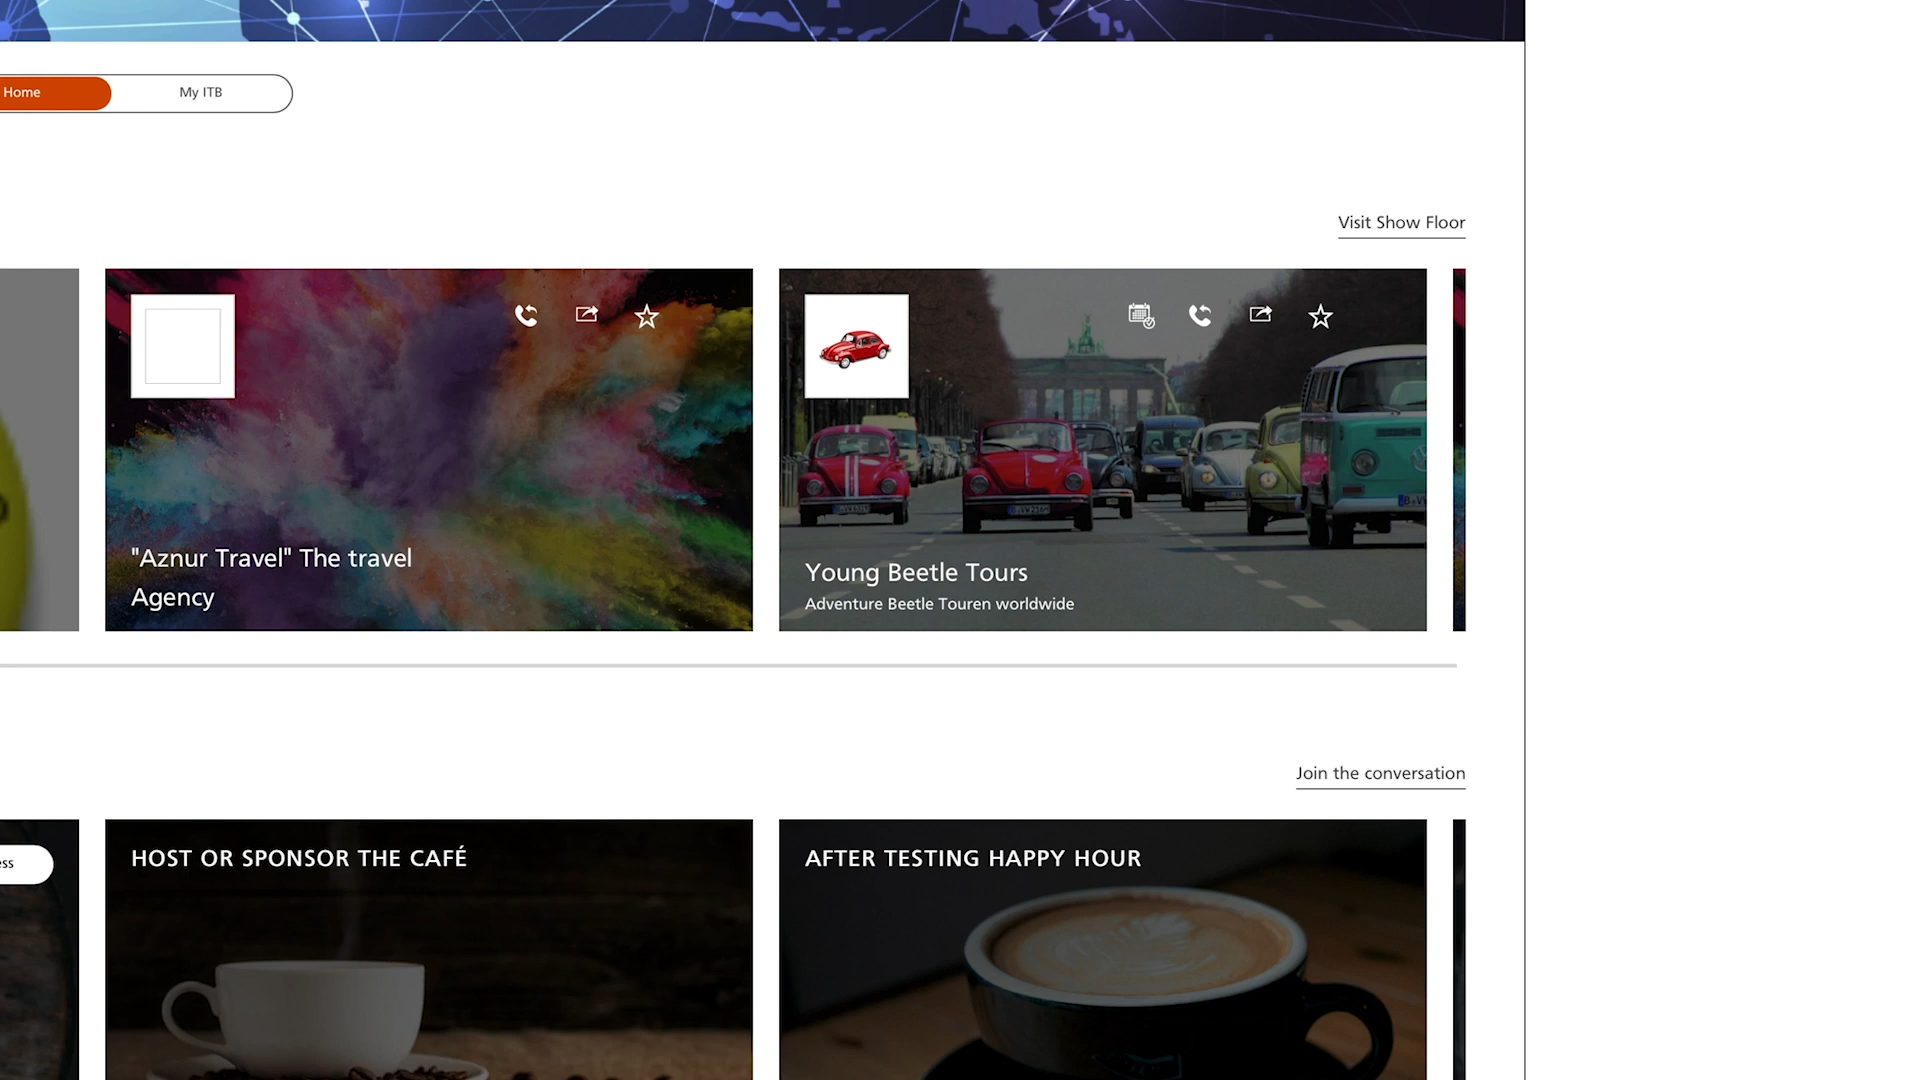 Home
My ITB
Visit Show Floor
"Aznur Travel" The travel
Agency
Young Beetle Tours
Adventure Beetle Touren worldwide
Join the conversation
ess
HOST OR SPONSOR THE CAFÉ
AFTER TESTING HAPPY HOUR